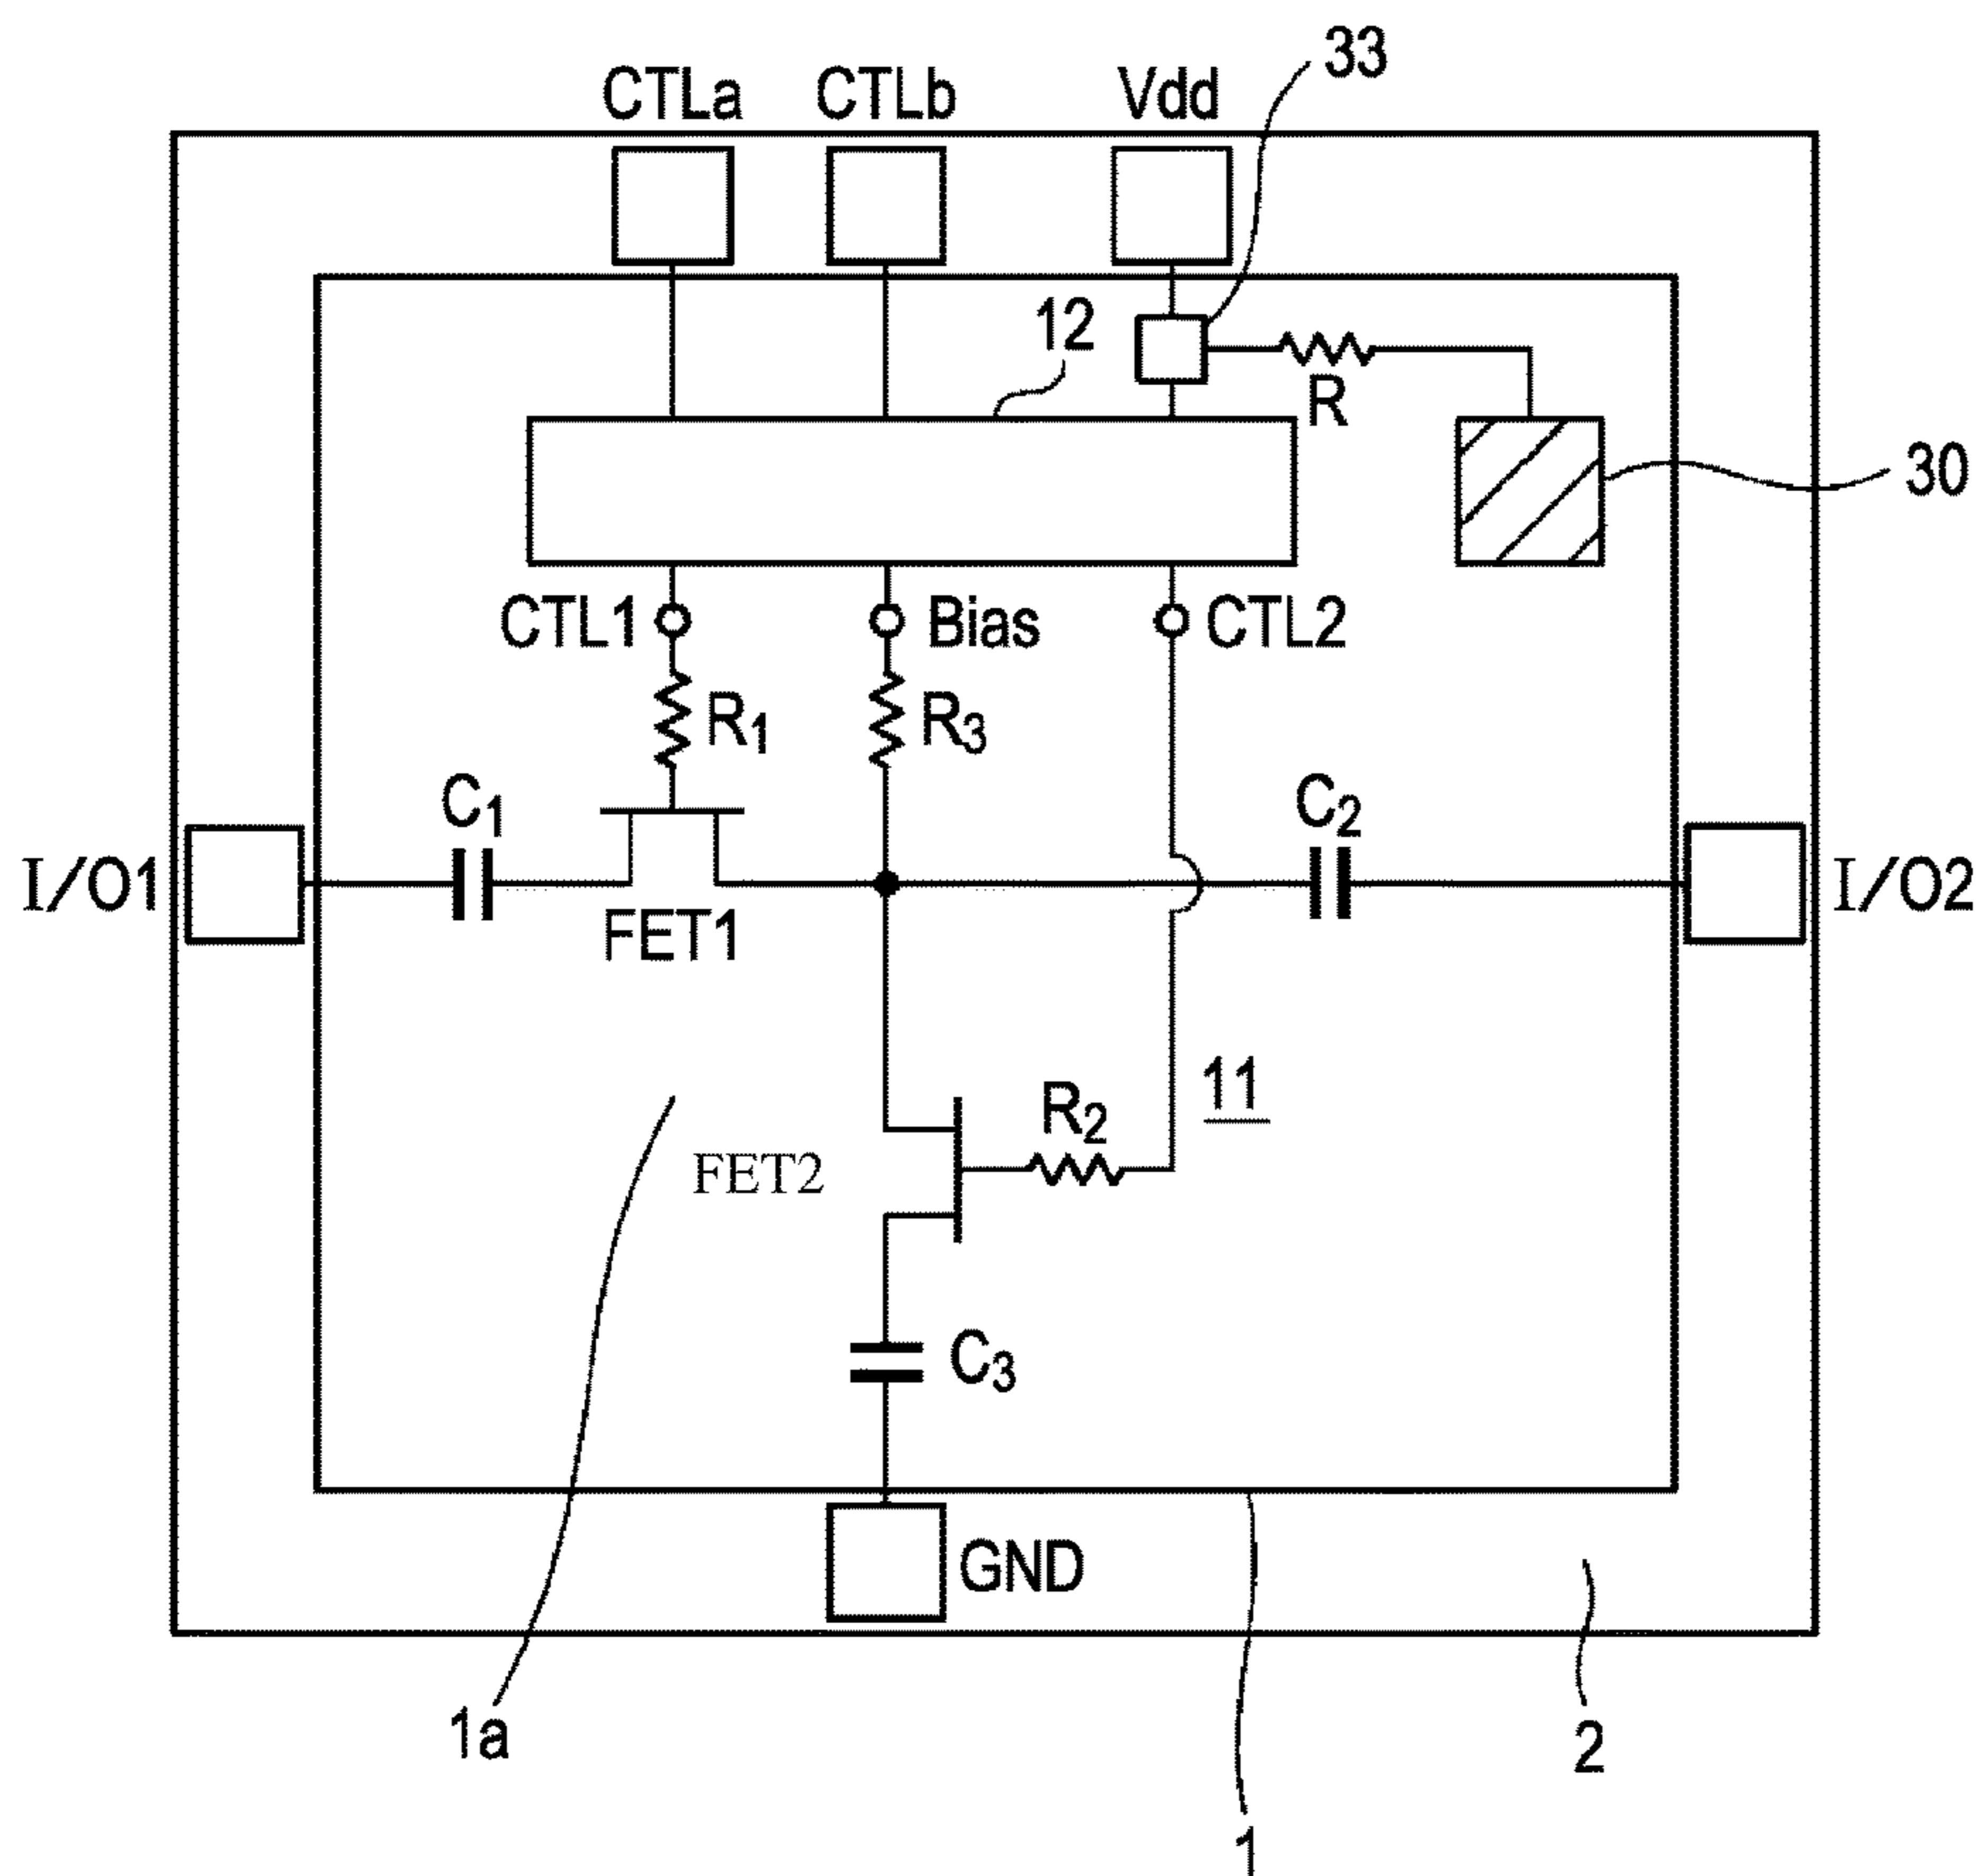 33
CTLa CTLb Vdd
12
R
30
CTL1 Bias CTL2
R₁ R₃
C₁ C₂
I/O1 I/O2
FET1
11
R₂
FET2
C₃
GND
1a
2
1